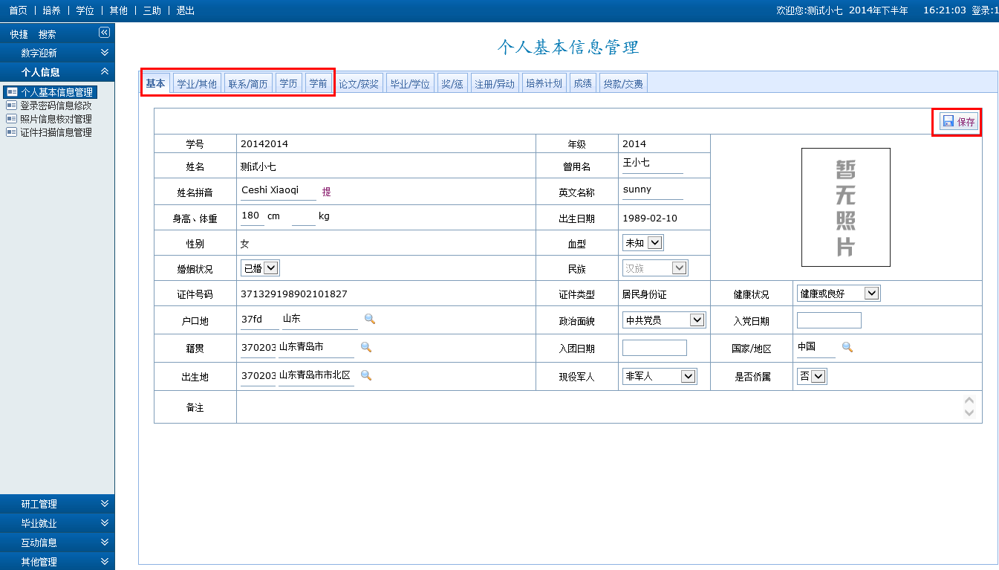 首页 | 培养 | 学位 | 其他 | 三助 | 退出
欢迎您:测试小七 2014年下半年 16:21:03 登录:1
快捷 搜索
数字迎新
个人信息
个人基本信息管理
登录密码信息修改
照片信息核对管理
证件扫描信息管理
研工管理
毕业就业
互动信息
其他管理
个人基本信息管理
基本 学业/其他 联系/简历 学历 学前 论文/获奖 毕业/学位 奖/惩 注册/异动 培养计划 成绩 贷款/交费
保存
学号 20142014 年级 2014
姓名 测试小七 曾用名 王小七
姓名拼音 Ceshi Xiaoqi 提 英文名称 sunny
身高、体重 180 cm kg 出生日期 1989-02-10
性别 女 血型 未知
婚姻状况 已婚 民族 汉族
暂
无
照
片
证件号码 371329198902101827 证件类型 居民身份证 健康状况 健康或良好
户口地 37fd 山东 政治面貌 中共党员 入党日期
籍贯 370203 山东青岛市 入团日期 国家/地区 中国
出生地 370203 山东青岛市市北区 现役军人 非军人 是否侨属 否
备注